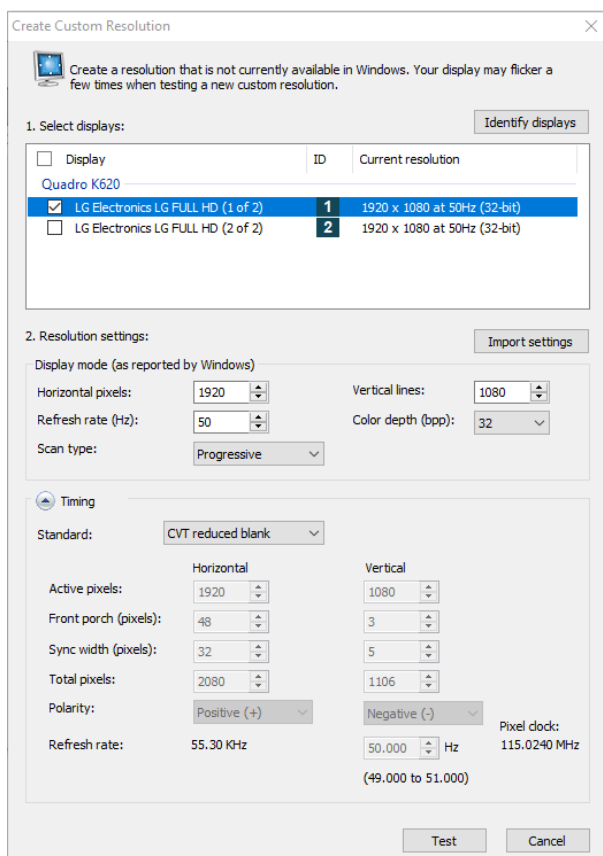 Create Custom Resolution
Create a resolution that is not currently available in Windows. Your display may flicker a
few times when testing a new custom resolution.
1. Select displays:
Identify displays
Display ID Current resolution
Quadro K620
LG Electronics LG FULL HD (1 of 2) 1 1920 x 1080 at 50Hz (32-bit)
LG Electronics LG FULL HD (2 of 2) 2 1920 x 1080 at 50Hz (32-bit)
2. Resolution settings:
Import settings
Display mode (as reported by Windows)
Horizontal pixels: 1920 Vertical lines: 1080
Refresh rate (Hz): 50 Color depth (bpp): 32
Scan type: Progressive
Timing
Standard: CVT reduced blank
Horizontal Vertical
Active pixels: 1920 1080
Front porch (pixels): 48 3
Sync width (pixels): 32 5
Total pixels: 2080 1106
Polarity: Positive (+) Negative (-)
Pixel clock:
Refresh rate: 55.30 KHz 50.000 Hz 115.0240 MHz
(49.000 to 51.000)
Test Cancel